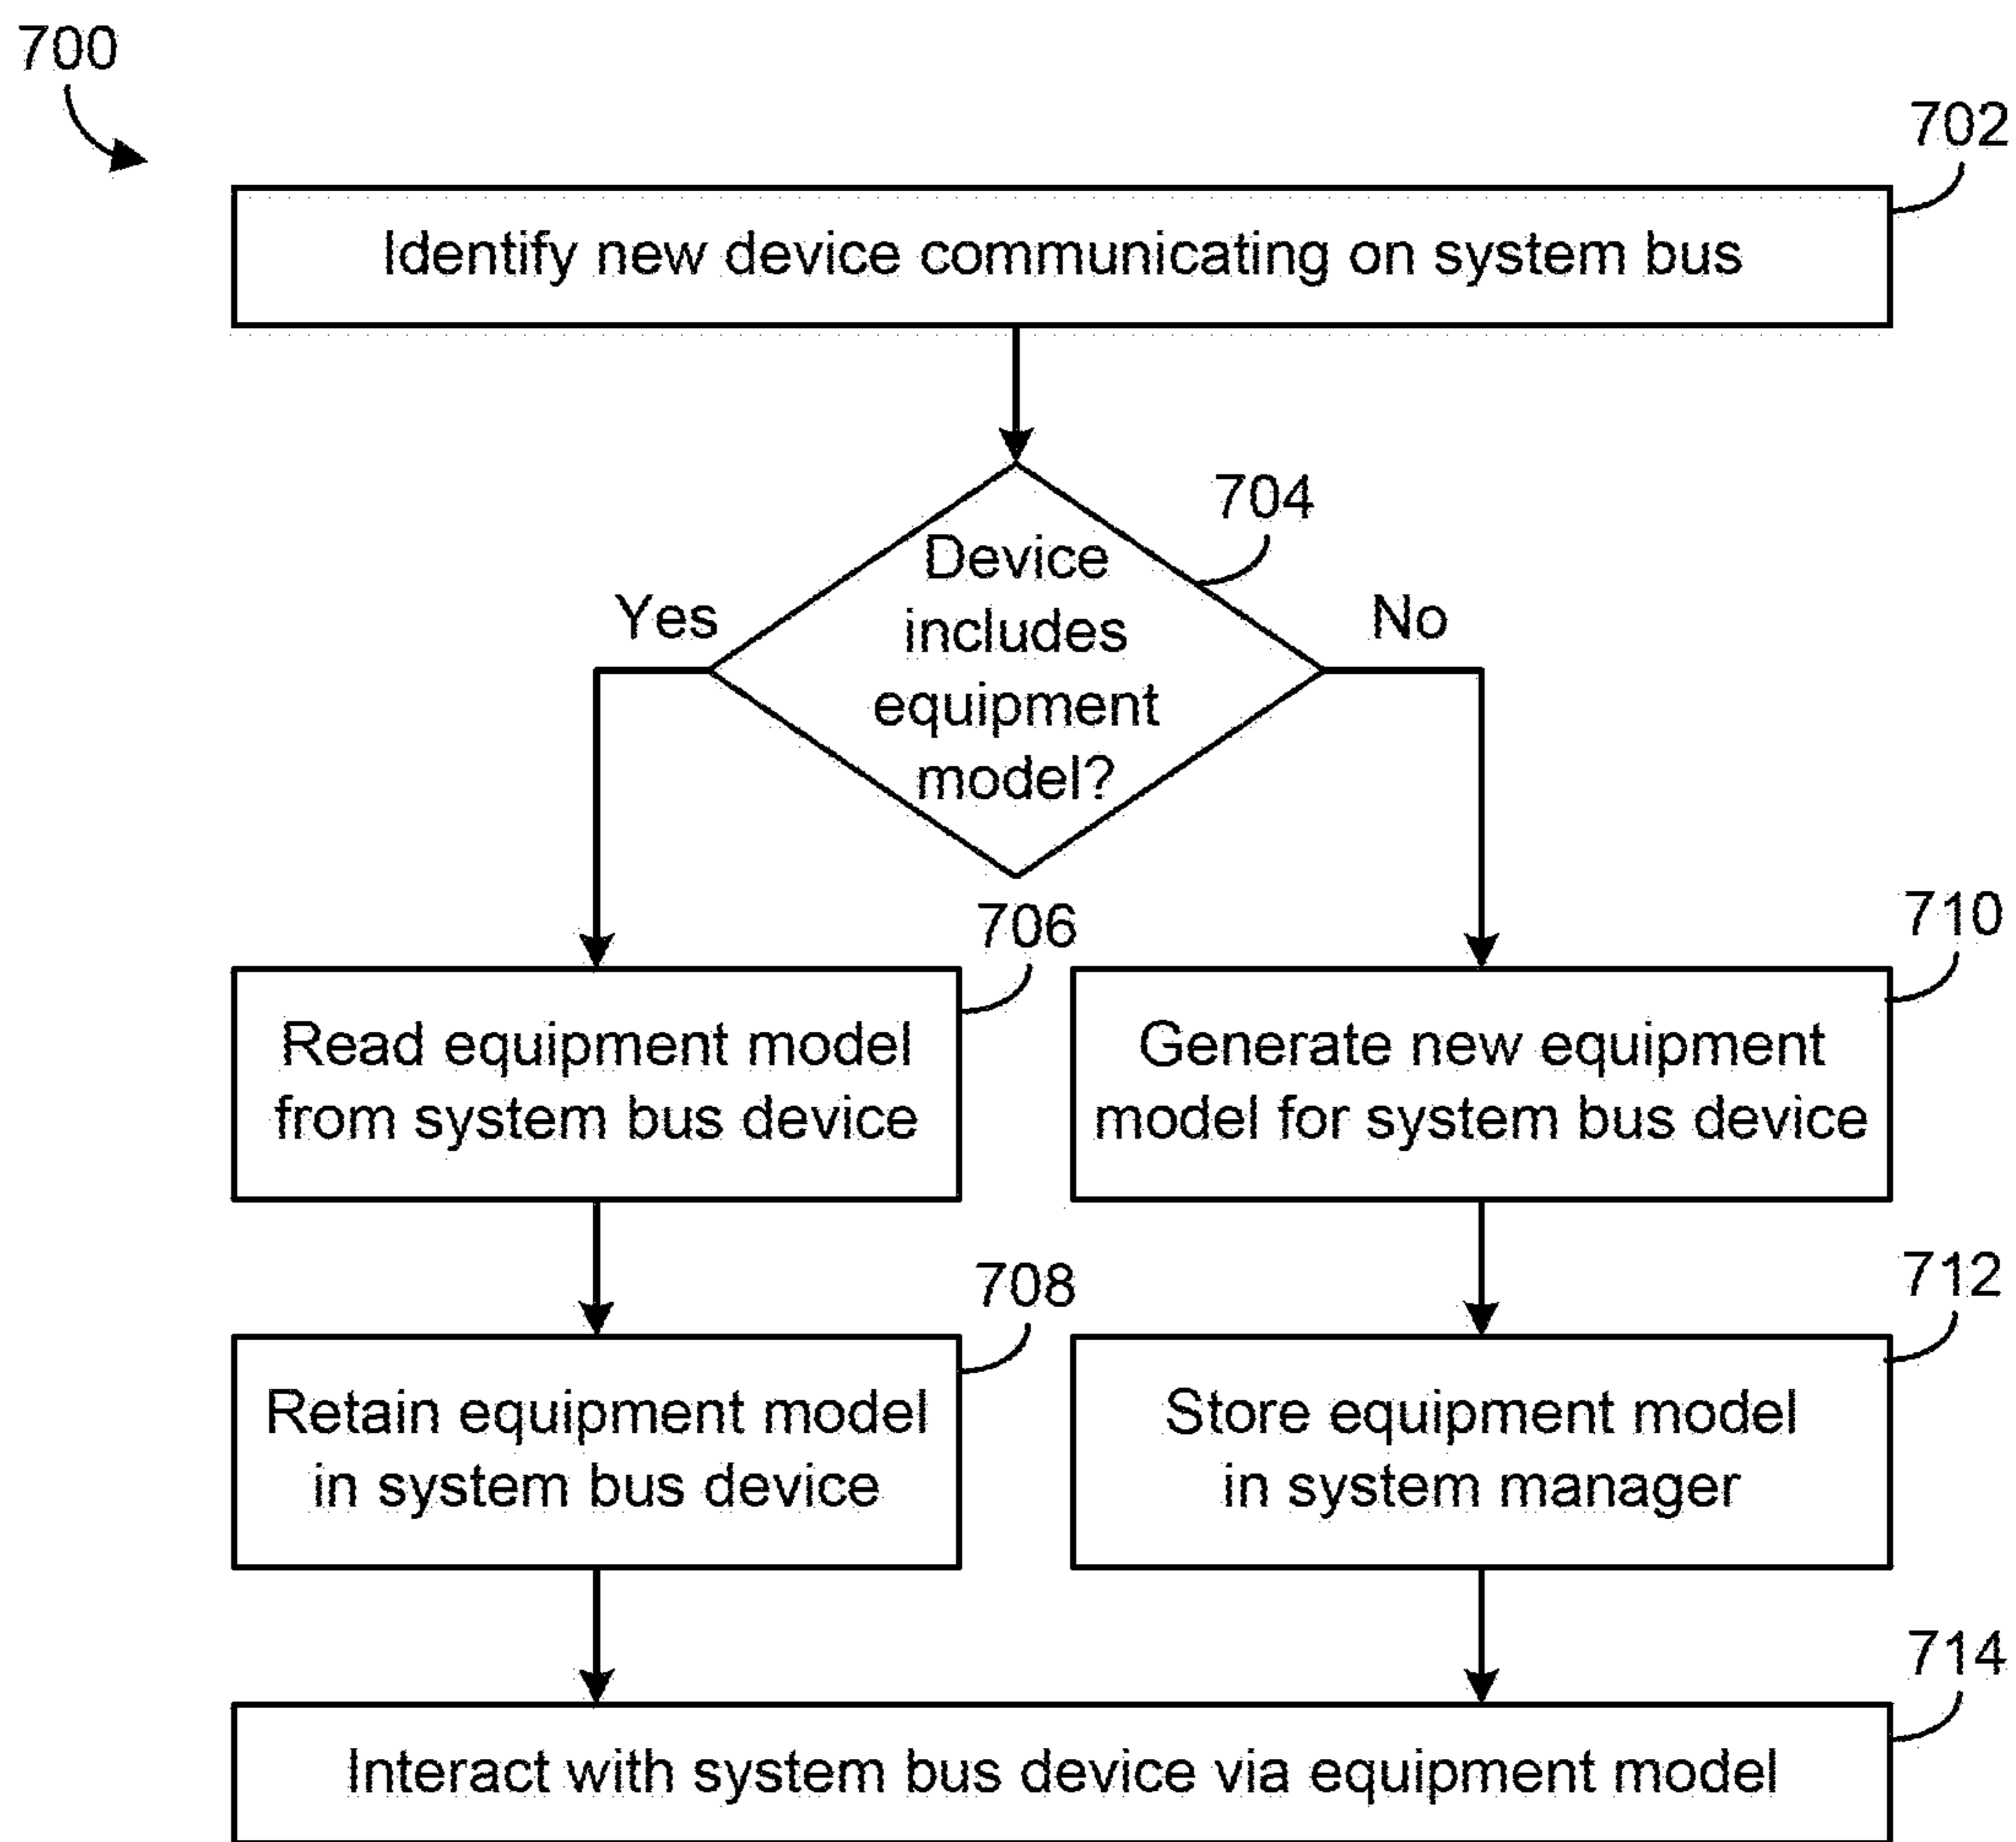 700
702
Identify new device communicating on system bus
704
Device
includes
equipment
model?
Yes
No
706
710
Read equipment model
from system bus device
Generate new equipment
model for system bus device
708
712
Retain equipment model
in system bus device
Store equipment model
in system manager
714
Interact with system bus device via equipment model